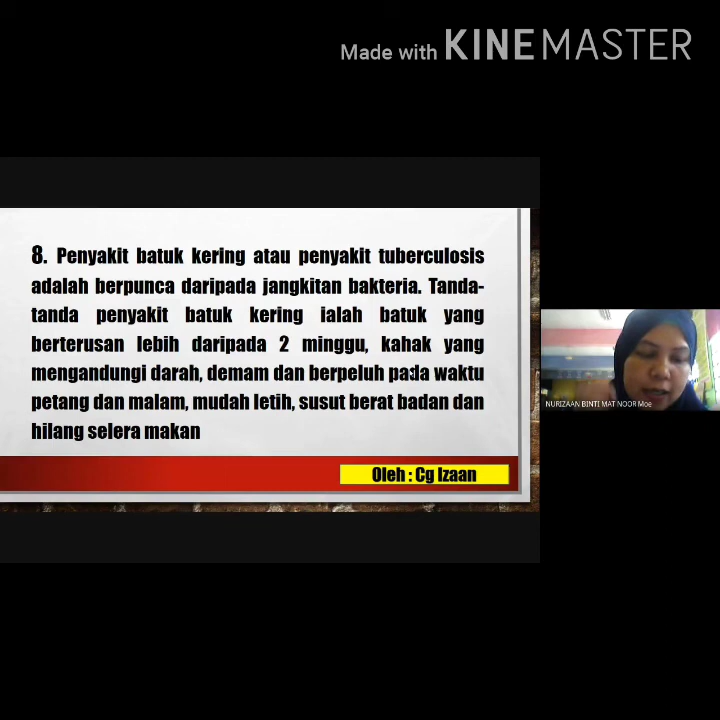 Made with KINEMASTER
8. Penyakit batuk kering atau penyakit tuberculosis
adalah berpunca daripada jangkitan bakteria. Tanda-
tanda penyakit batuk kering ialah batuk yang
berterusan lebih daripada 2 minggu, kahak yang
mengandungi darah, demam dan berpeluh pada waktu
petang dan malam, mudah letih, susut berat badan dan
hilang selera makan
Oleh : Cg Izaan
NURIZAAN BINTI MAT NOOR Moe